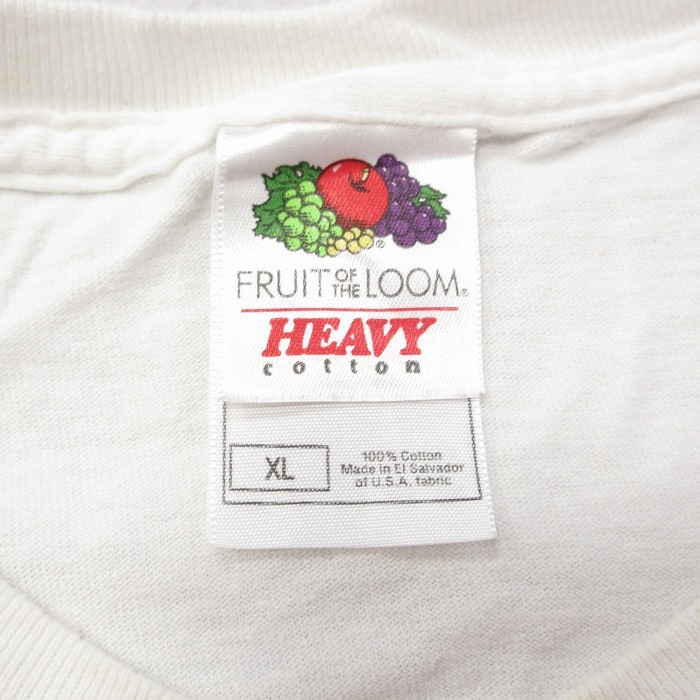 ®
FRUIT OF THE LOOM®
HEAVY
cotton
XL
100% Cotton
Made in El Salvador
of U.S.A. fabric